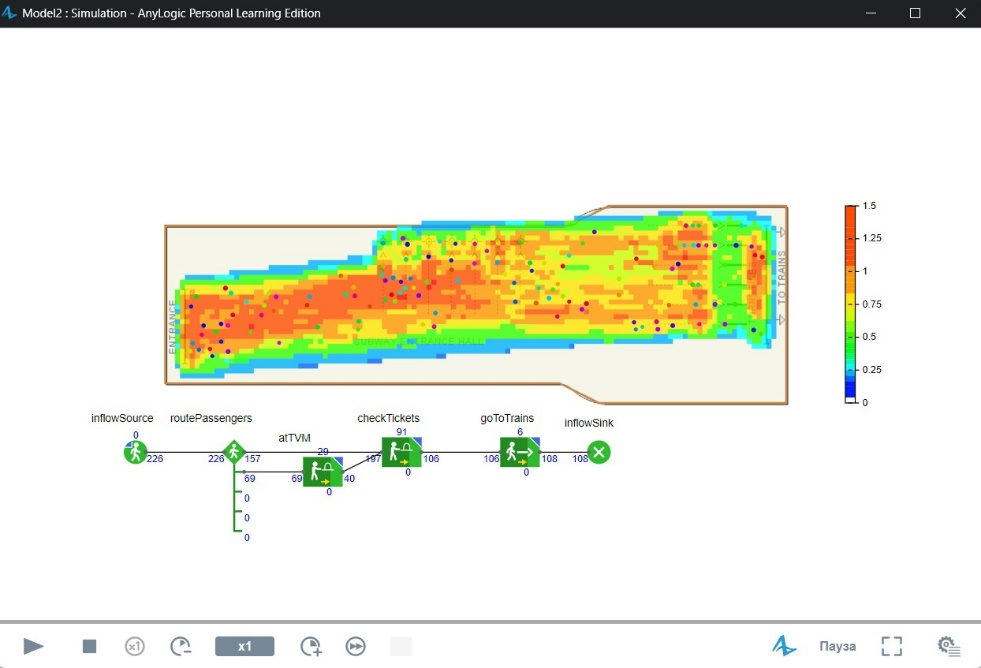 Model2 : Simulation - AnyLogic Personal Learning Edition
ENTRANCE
SUBWAY ENTRANCE HALL
TO TRAINS
1.5
1.25
1
0.75
0.5
0.25
0
inflowSource
routePassengers
atTVM
checkTickets
goToTrains
inflowSink
0
226
226
157
69
0
0
0
69
29
40
0
197
91
106
0
106
6
108
0
108
x1
x1
Пауза